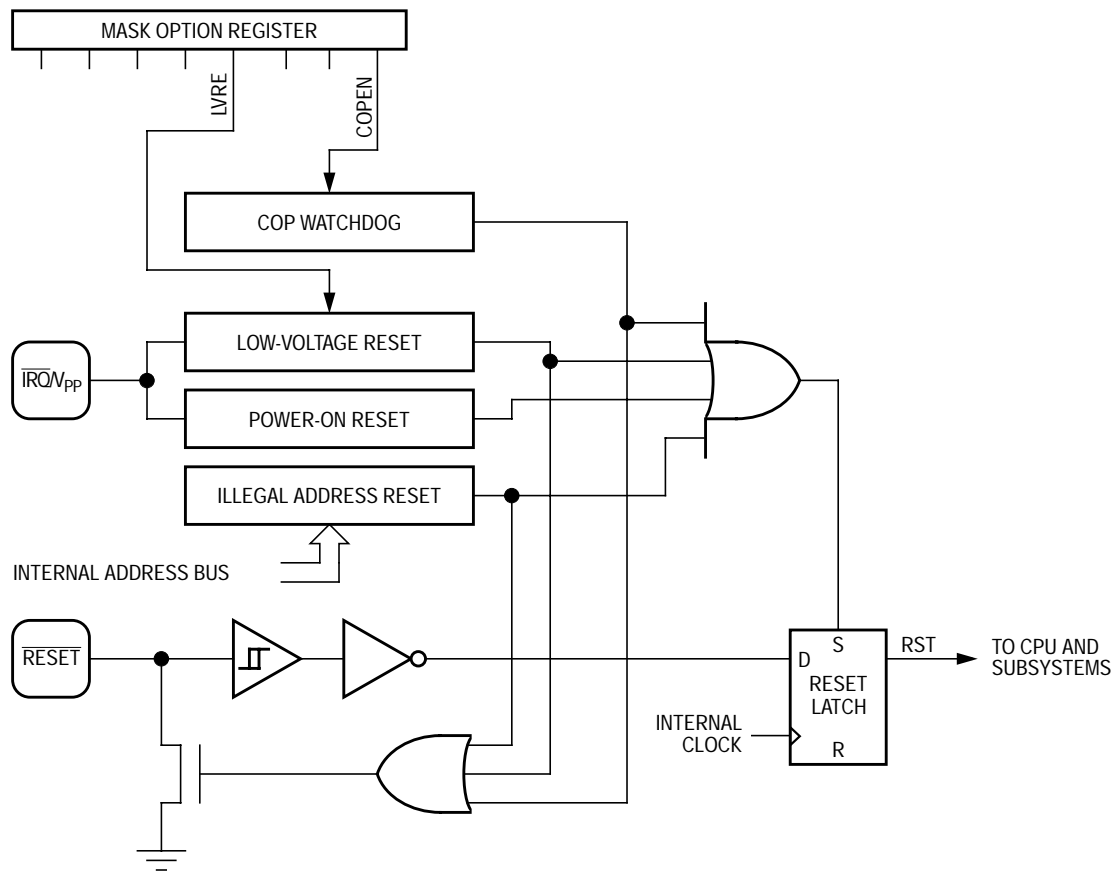 MASK OPTION REGISTER
LVRE
COPEN
COP WATCHDOG
LOW-VOLTAGE RESET
IRQ/VPP
POWER-ON RESET
ILLEGAL ADDRESS RESET
INTERNAL ADDRESS BUS
RESET
D
S
RESET
LATCH
R
RST
TO CPU AND
SUBSYSTEMS
INTERNAL
CLOCK